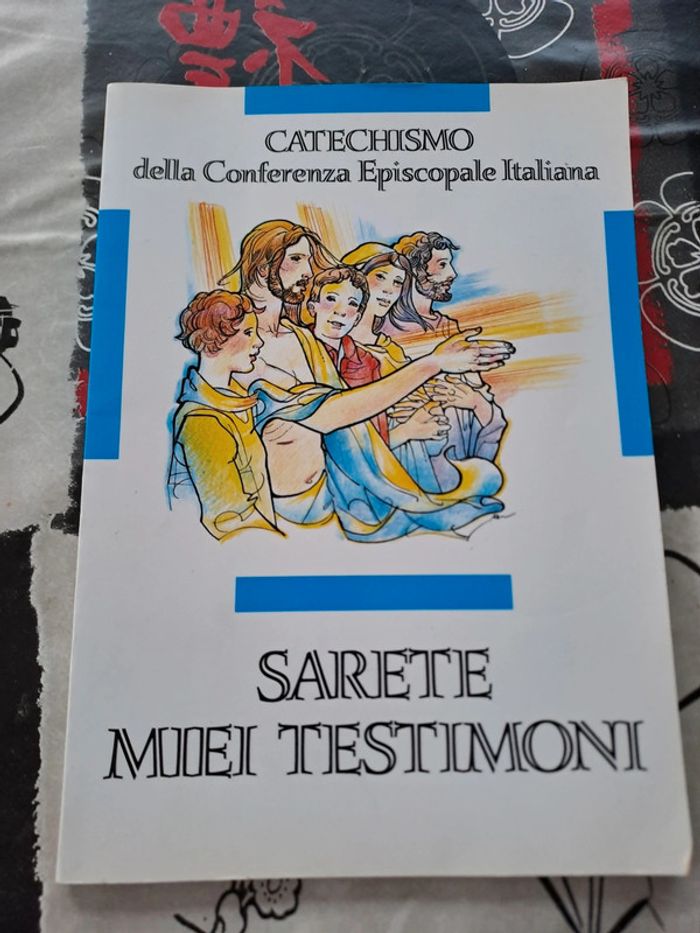 CATECHISMO
della Conferenza Episcopale Italiana
SARETE
MIEI TESTIMONI